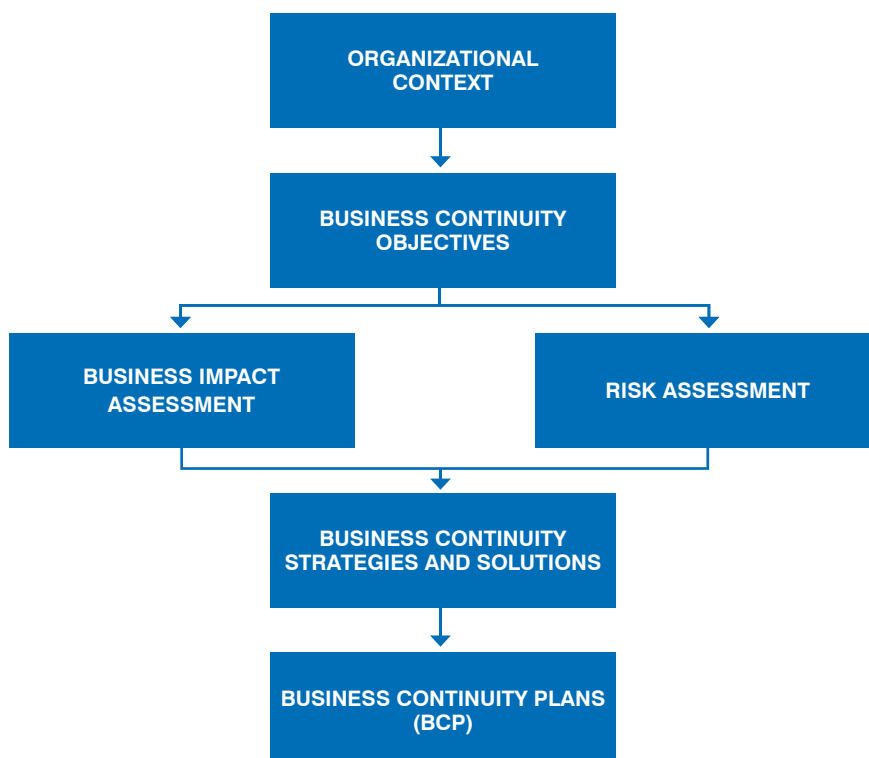 ORGANIZATIONAL
CONTEXT
BUSINESS CONTINUITY
OBJECTIVES
BUSINESS IMPACT
ASSESSMENT
RISK ASSESSMENT
BUSINESS CONTINUITY
STRATEGIES AND SOLUTIONS
BUSINESS CONTINUITY PLANS
(BCP)